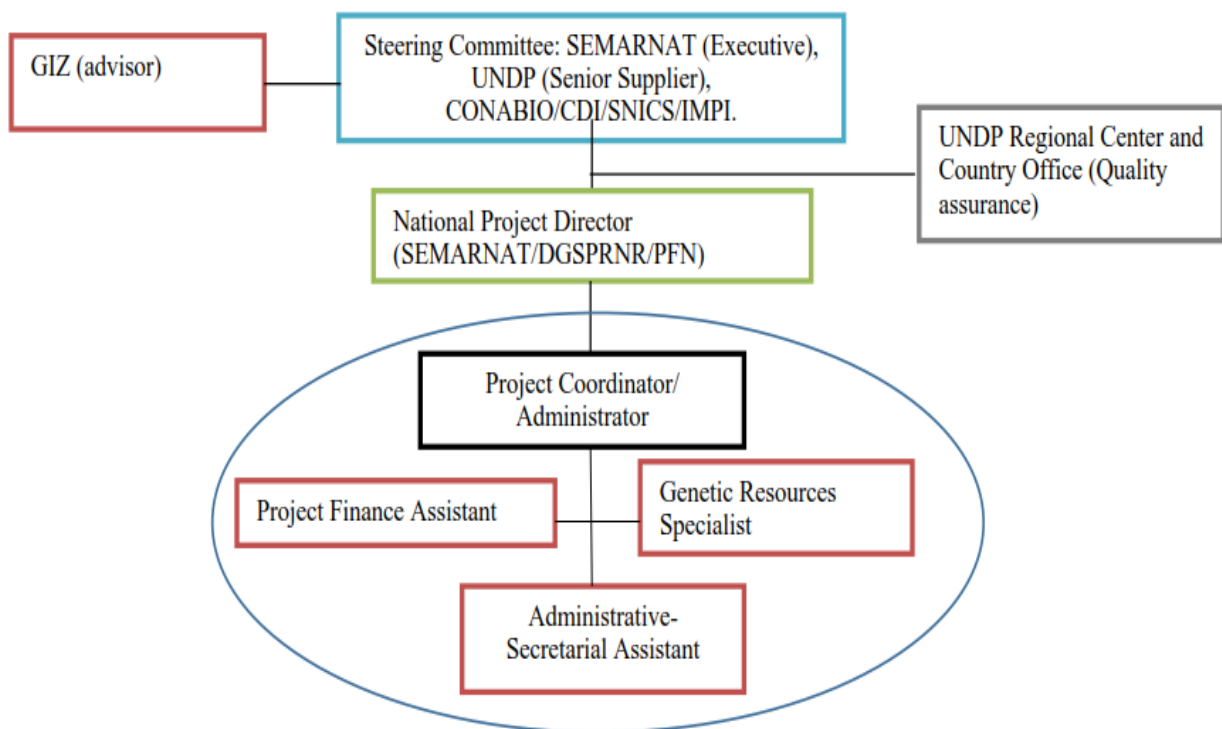 GIZ (advisor)
Steering Committee: SEMARNAT (Executive),
UNDP (Senior Supplier),
CONABIO/CDI/SNICS/IMPI.
UNDP Regional Center and
Country Office (Quality
assurance)
National Project Director
(SEMARNAT/DGSPRNR/PFN)
Project Coordinator/
Administrator
Project Finance Assistant
Genetic Resources
Specialist
Administrative-
Secretarial Assistant